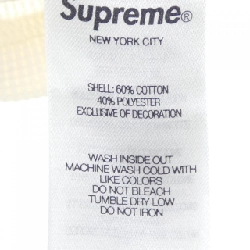 Supreme®
NEW YORK CITY
SHELL: 60% COTTON
40% POLYESTER
EXCLUSIVE OF DECORATION
WASH INSIDE OUT
MACHINE WASH COLD WITH
LIKE COLORS
DO NOT BLEACH
TUMBLE DRY LOW
DO NOT IRON